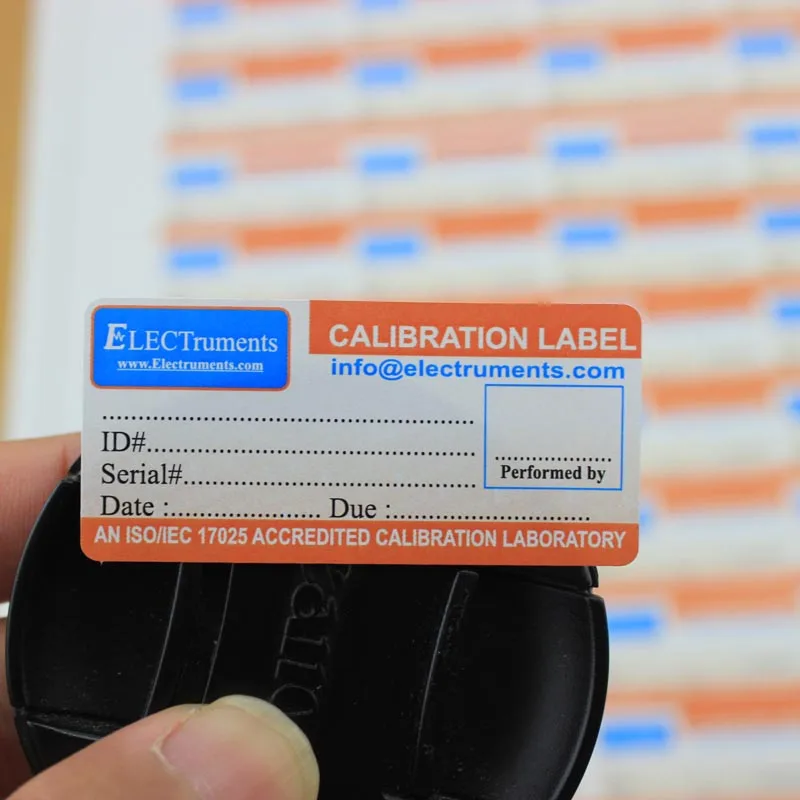 ELECTruments
www.Electruments.com
CALIBRATION LABEL
info@electruments.com
........................................................
ID#..................................................
Serial#............................................
Date :..................... Due :............................
....................
Performed by
AN ISO/IEC 17025 ACCREDITED CALIBRATION LABORATORY